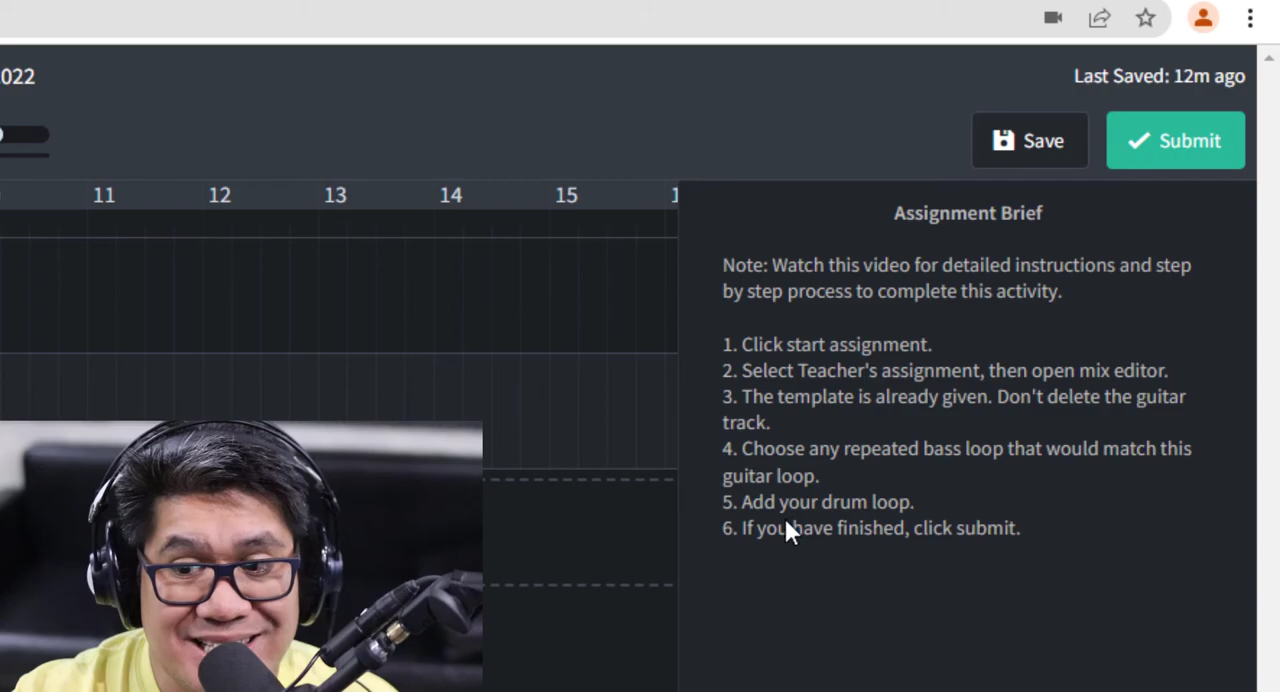 022
Last Saved: 12m ago
Save
Submit
11 12 13 14 15
Assignment Brief
Note: Watch this video for detailed instructions and step
by step process to complete this activity.
1. Click start assignment.
2. Select Teacher's assignment, then open mix editor.
3. The template is already given. Don't delete the guitar
track.
4. Choose any repeated bass loop that would match this
guitar loop.
5. Add your drum loop.
6. If you have finished, click submit.